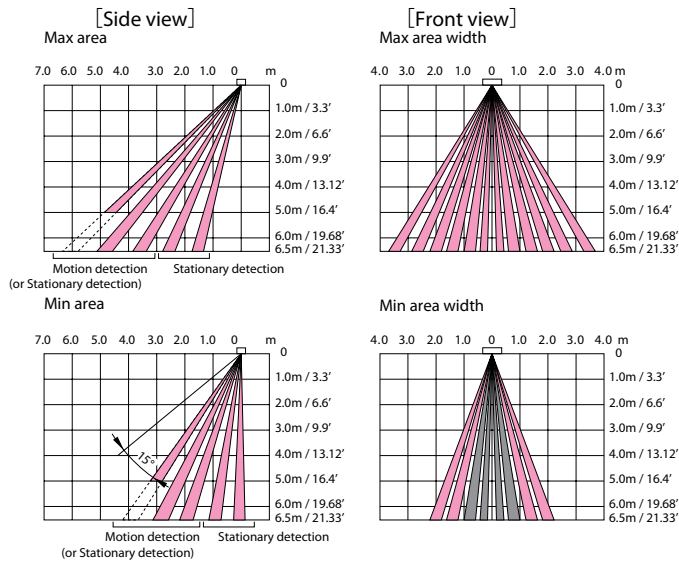 [Side view]
Max area
7.0 6.0 5.0 4.0 3.0 2.0 1.0 0 m
0
1.0m / 3.3’
2.0m / 6.6’
3.0m / 9.9’
4.0m / 13.12’
5.0m / 16.4’
6.0m / 19.68’
6.5m / 21.33’
Motion detection
(or Stationary detection)
Stationary detection
[Front view]
Max area width
4.0 3.0 2.0 1.0 0 1.0 2.0 3.0 4.0 m
0
1.0m / 3.3’
2.0m / 6.6’
3.0m / 9.9’
4.0m / 13.12’
5.0m / 16.4’
6.0m / 19.68’
6.5m / 21.33’
Min area
7.0 6.0 5.0 4.0 3.0 2.0 1.0 0 m
0
1.0m / 3.3’
2.0m / 6.6’
3.0m / 9.9’
4.0m / 13.12’
5.0m / 16.4’
6.0m / 19.68’
6.5m / 21.33’
15°
Motion detection
(or Stationary detection)
Stationary detection
Min area width
4.0 3.0 2.0 1.0 0 1.0 2.0 3.0 4.0 m
0
1.0m / 3.3’
2.0m / 6.6’
3.0m / 9.9’
4.0m / 13.12’
5.0m / 16.4’
6.0m / 19.68’
6.5m / 21.33’